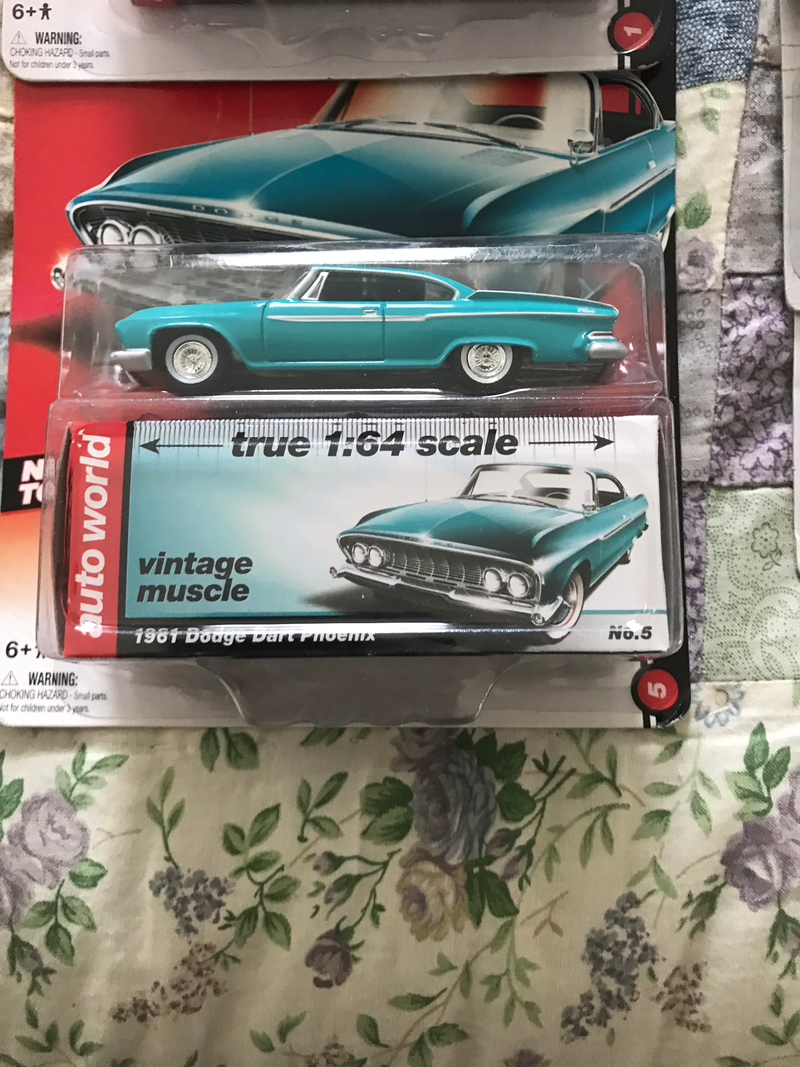 6+
WARNING:
CHOKING HAZARD - Small parts.
Not for children under 3 years.
1
DODGE
true 1:64 scale
auto world
vintage
muscle
1961 Dodge Dart Phoenix
No.5
6+
WARNING:
CHOKING HAZARD - Small parts.
Not for children under 3 years.
5